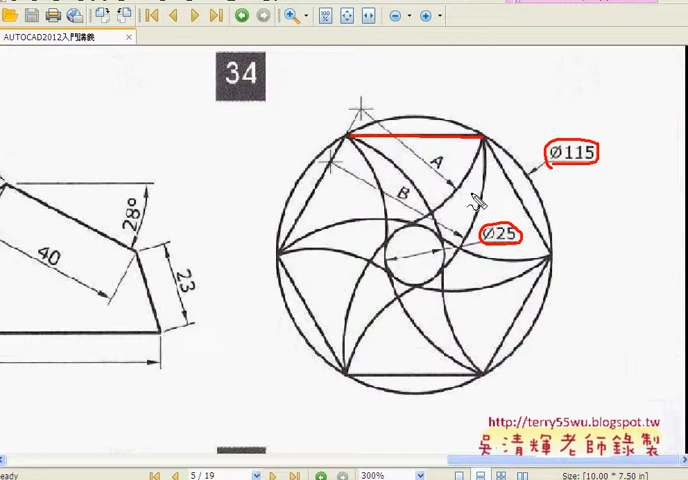 AUTOCAD2012入門講義
34
28°
40
23
A
B
Ø115
Ø25
http://terry55wu.blogspot.tw
吳清輝老師錄製
eady
5 / 19
300%
Size: [10.00 * 7.50 in]